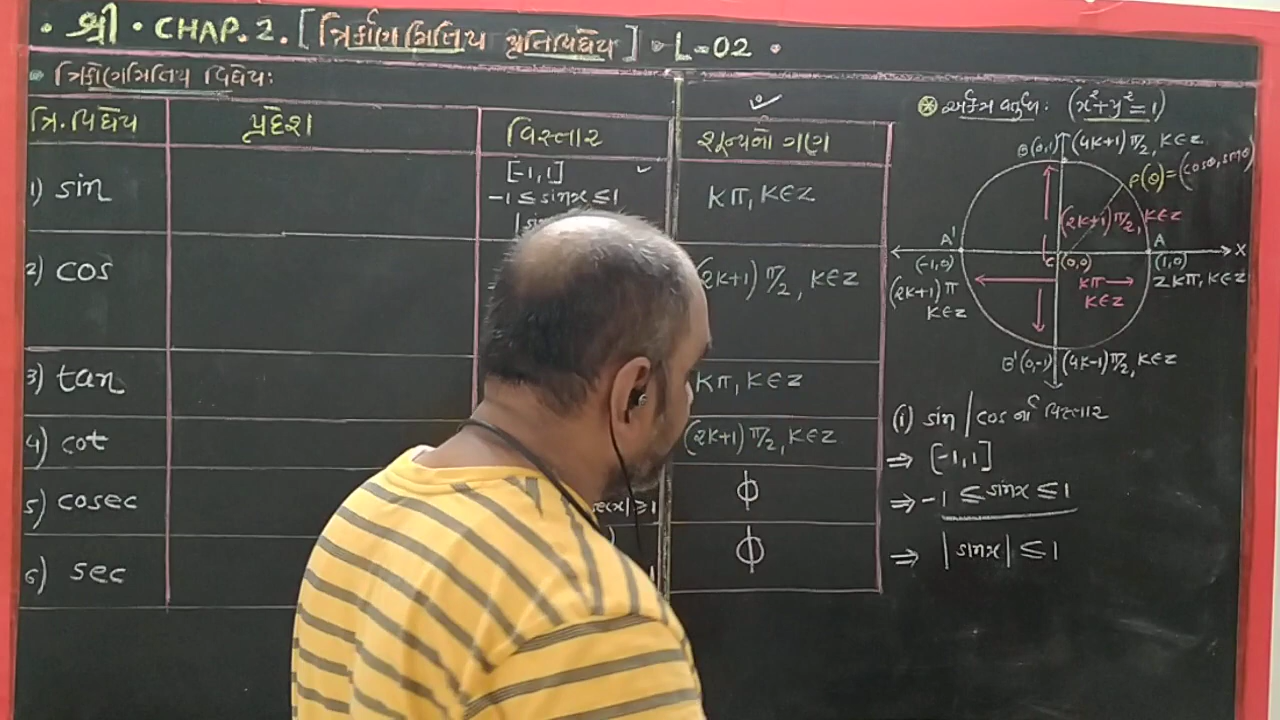 • શ્રી • CHAP. 2. [ ત્રિકોણમિતિય પ્રતિવિધેય ] • L-02 •
• ત્રિકોણમિતિય વિધેય:
ત્રિ. વિધેય પ્રદેશ વિસ્તાર શૂન્યનો ગણ
1) sin [-1,1] kπ, k∈Z
-1 ≤ sinx ≤ 1
2) cos (2k+1) π/2, k∈Z
3) tan kπ, k∈Z
4) cot (2k+1) π/2, k∈Z
5) cosec secx| ≥ 1 ϕ
6) sec ϕ
⊛ એકમ વર્તુળ: (x²+y²=1)
B(0,1) (4k+1) π/2, k∈Z
P(θ)=(cosθ, sinθ)
(2k+1) π/2, k∈Z
A' A X
(-1,0) C (0,0) (1,0)
(2k+1) π kπ 2kπ, k∈Z
k∈Z k∈Z
B'(0,-1) (4k-1) π/2, k∈Z
(i) sin / cos નો વિસ્તાર
⇒ [-1,1]
⇒ -1 ≤ sinx ≤ 1
⇒ |sinx| ≤ 1